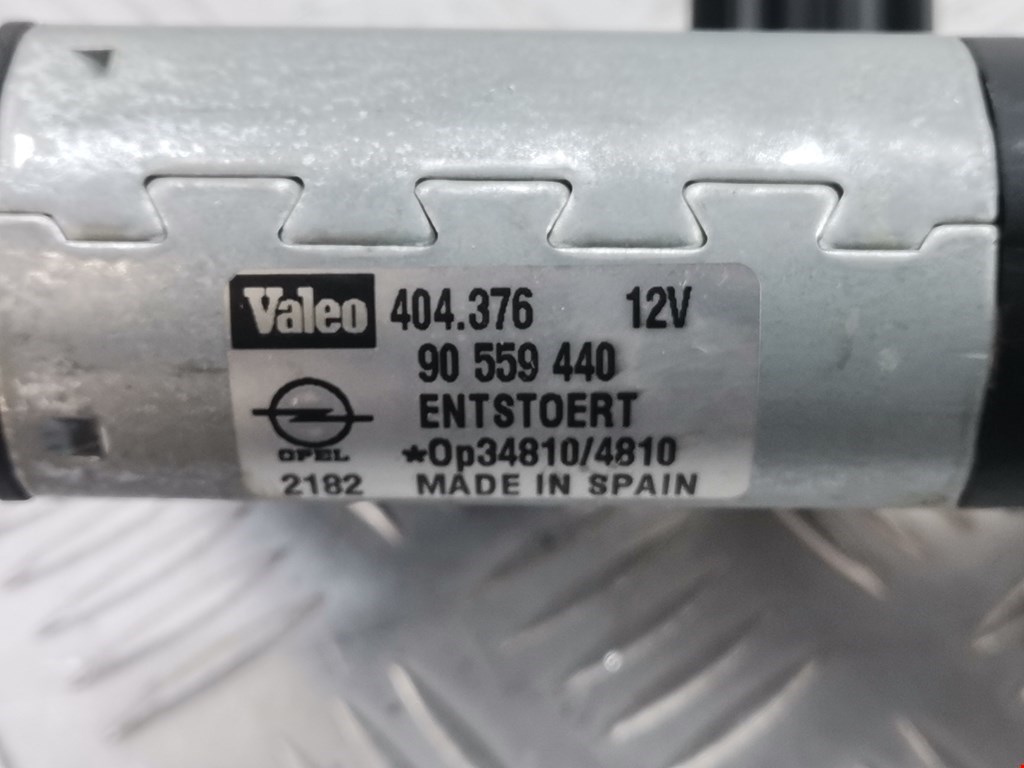 Valeo 404.376 12V
90 559 440
ENTSTOERT
OPEL *Op34810/4810
2182 MADE IN SPAIN